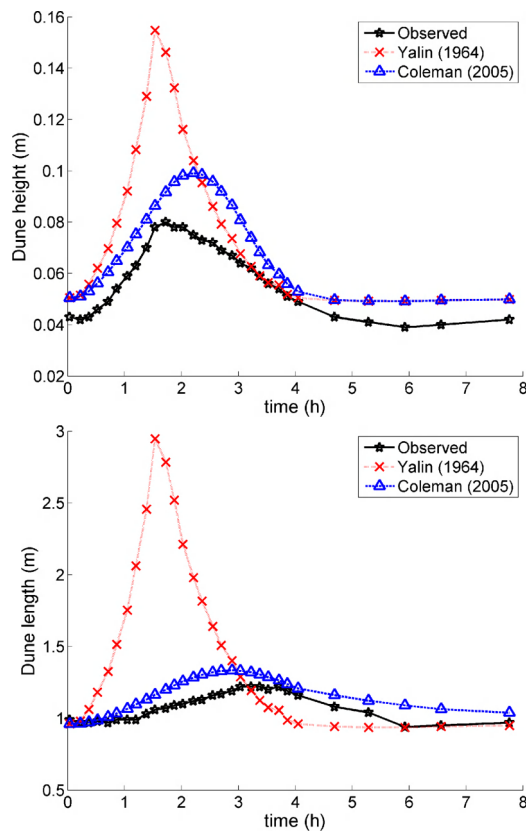 0.16
0.14
0.12
0.1
0.08
0.06
0.04
0.02
Dune height (m)
Observed
Yalin (1964)
Coleman (2005)
0 1 2 3 4 5 6 7 8
time (h)
3
2.5
2
1.5
1
0.5
Dune length (m)
Observed
Yalin (1964)
Coleman (2005)
0 1 2 3 4 5 6 7 8
time (h)